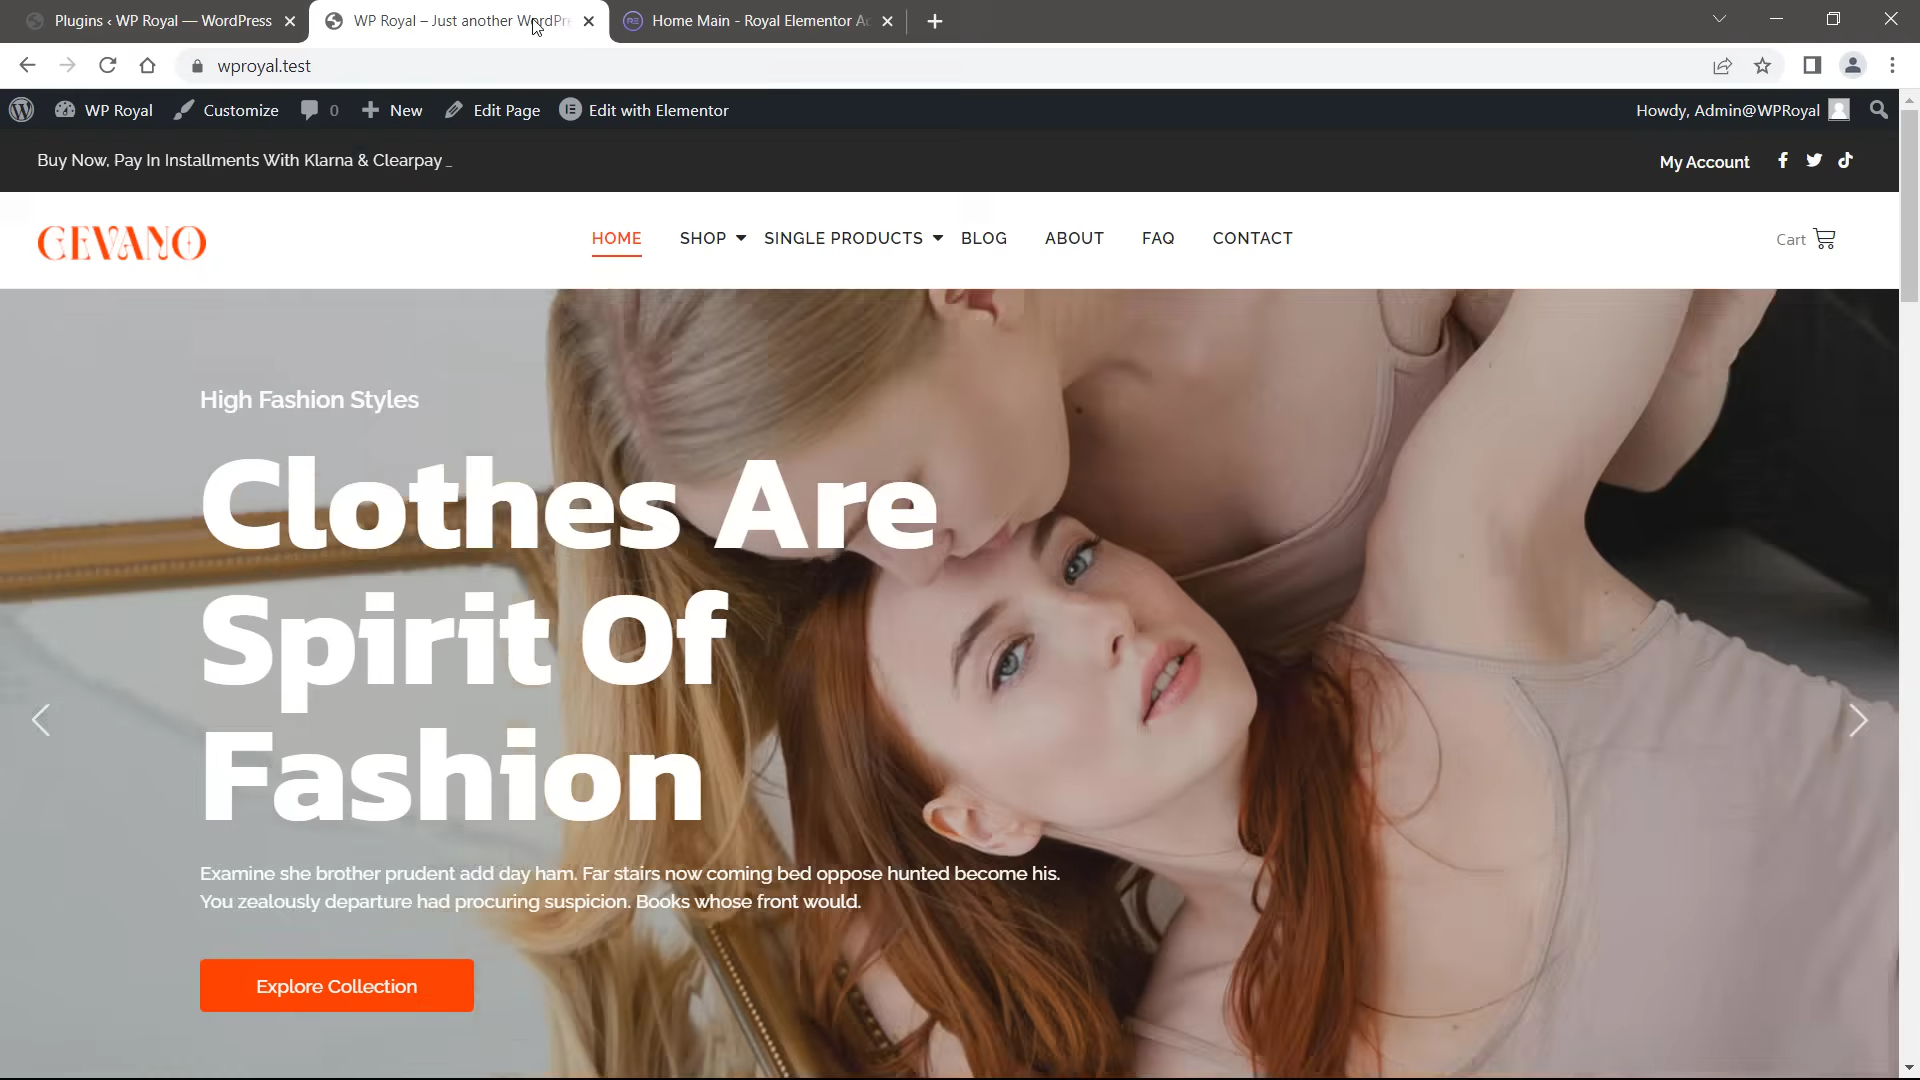 Plugins ‹ WP Royal — WordPress
WP Royal – Just another WordPre
Home Main - Royal Elementor Ad
wproyal.test
WP Royal
Customize
0
New
Edit Page
Edit with Elementor
Howdy, Admin@WPRoyal
Buy Now, Pay In Installments With Klarna & Clearpay _
My Account
GEVANO
HOME
SHOP
SINGLE PRODUCTS
BLOG
ABOUT
FAQ
CONTACT
Cart
High Fashion Styles
Clothes Are
Spirit Of
Fashion
Examine she brother prudent add day ham. Far stairs now coming bed oppose hunted become his.
You zealously departure had procuring suspicion. Books whose front would.
Explore Collection